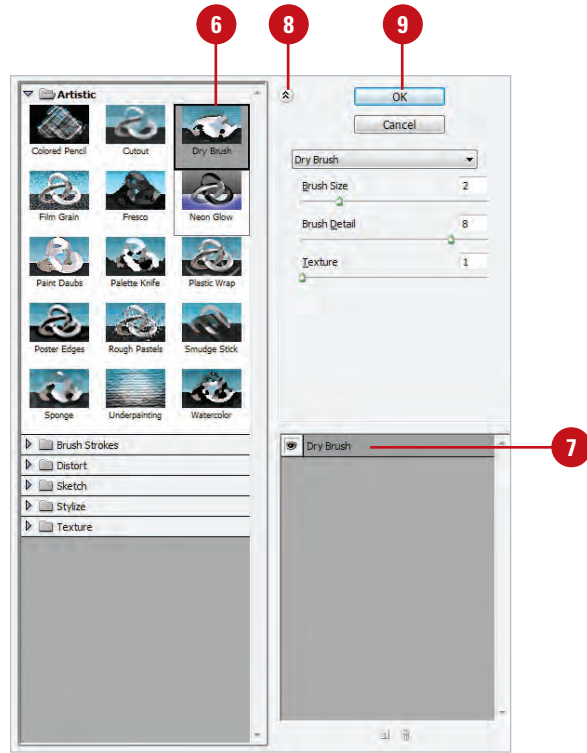 6
8
9
Artistic
Colored Pencil
Cutout
Dry Brush
Film Grain
Fresco
Neon Glow
Paint Daubs
Palette Knife
Plastic Wrap
Poster Edges
Rough Pastels
Smudge Stick
Sponge
Underpainting
Watercolor
Brush Strokes
Distort
Sketch
Stylize
Texture
OK
Cancel
Dry Brush
Brush Size 2
Brush Detail 8
Texture 1
Dry Brush
7